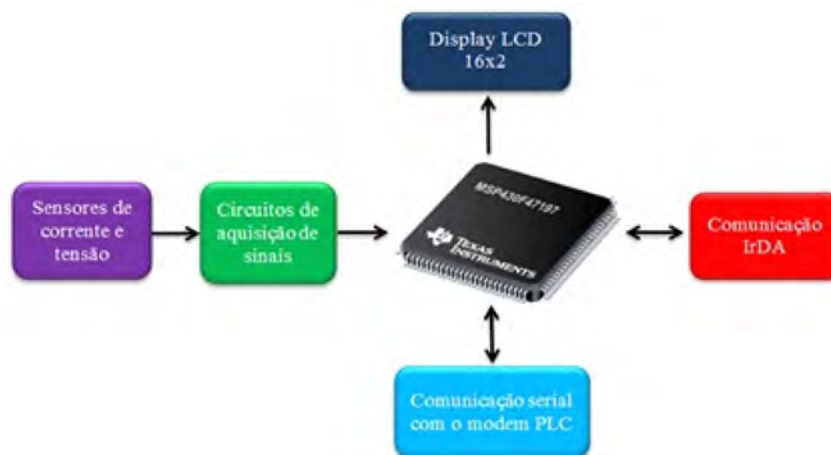 Display LCD
16x2
Sensores de
corrente e
tensão
Circuitos de
aquisição de
sinais
MSP430F47197
TEXAS
INSTRUMENTS
Comunicação
IrDA
Comunicação serial
com o modem PLC